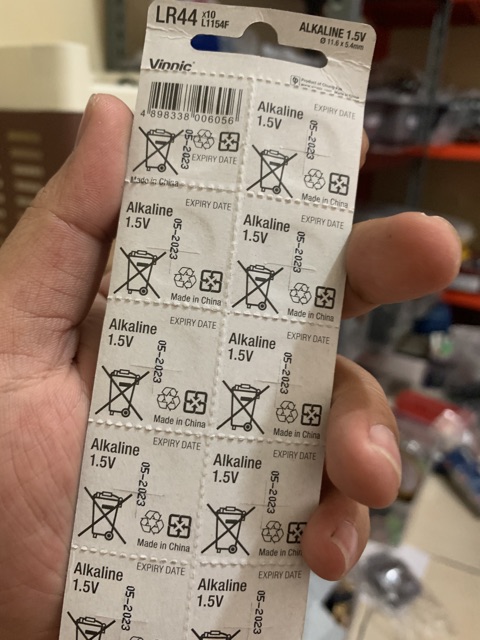 LR44 x10
L1154F
ALKALINE 1.5V
Ø 11.6 x 5.4mm
Vinnic
4 898338 006056
05-2023
EXPIRY DATE
Made in China
Alkaline
1.5V
EXPIRY DATE
05-2023
Made in China
Alkaline
1.5V
EXPIRY DATE
05-2023
Made in China
Alkaline
1.5V
EXPIRY DATE
05-2023
Made in China
Alkaline
1.5V
EXPIRY DATE
05-2023
Made in China
Alkaline
1.5V
EXPIRY DATE
05-2023
Made in China
Alkaline
1.5V
EXPIRY DATE
05-2023
Made in China
Alkaline
1.5V
EXPIRY DATE
05-2023
Made in China
Alkaline
1.5V
EXPIRY DATE
05-2023
Alkaline
1.5V
EXPIRY DATE
05-2023